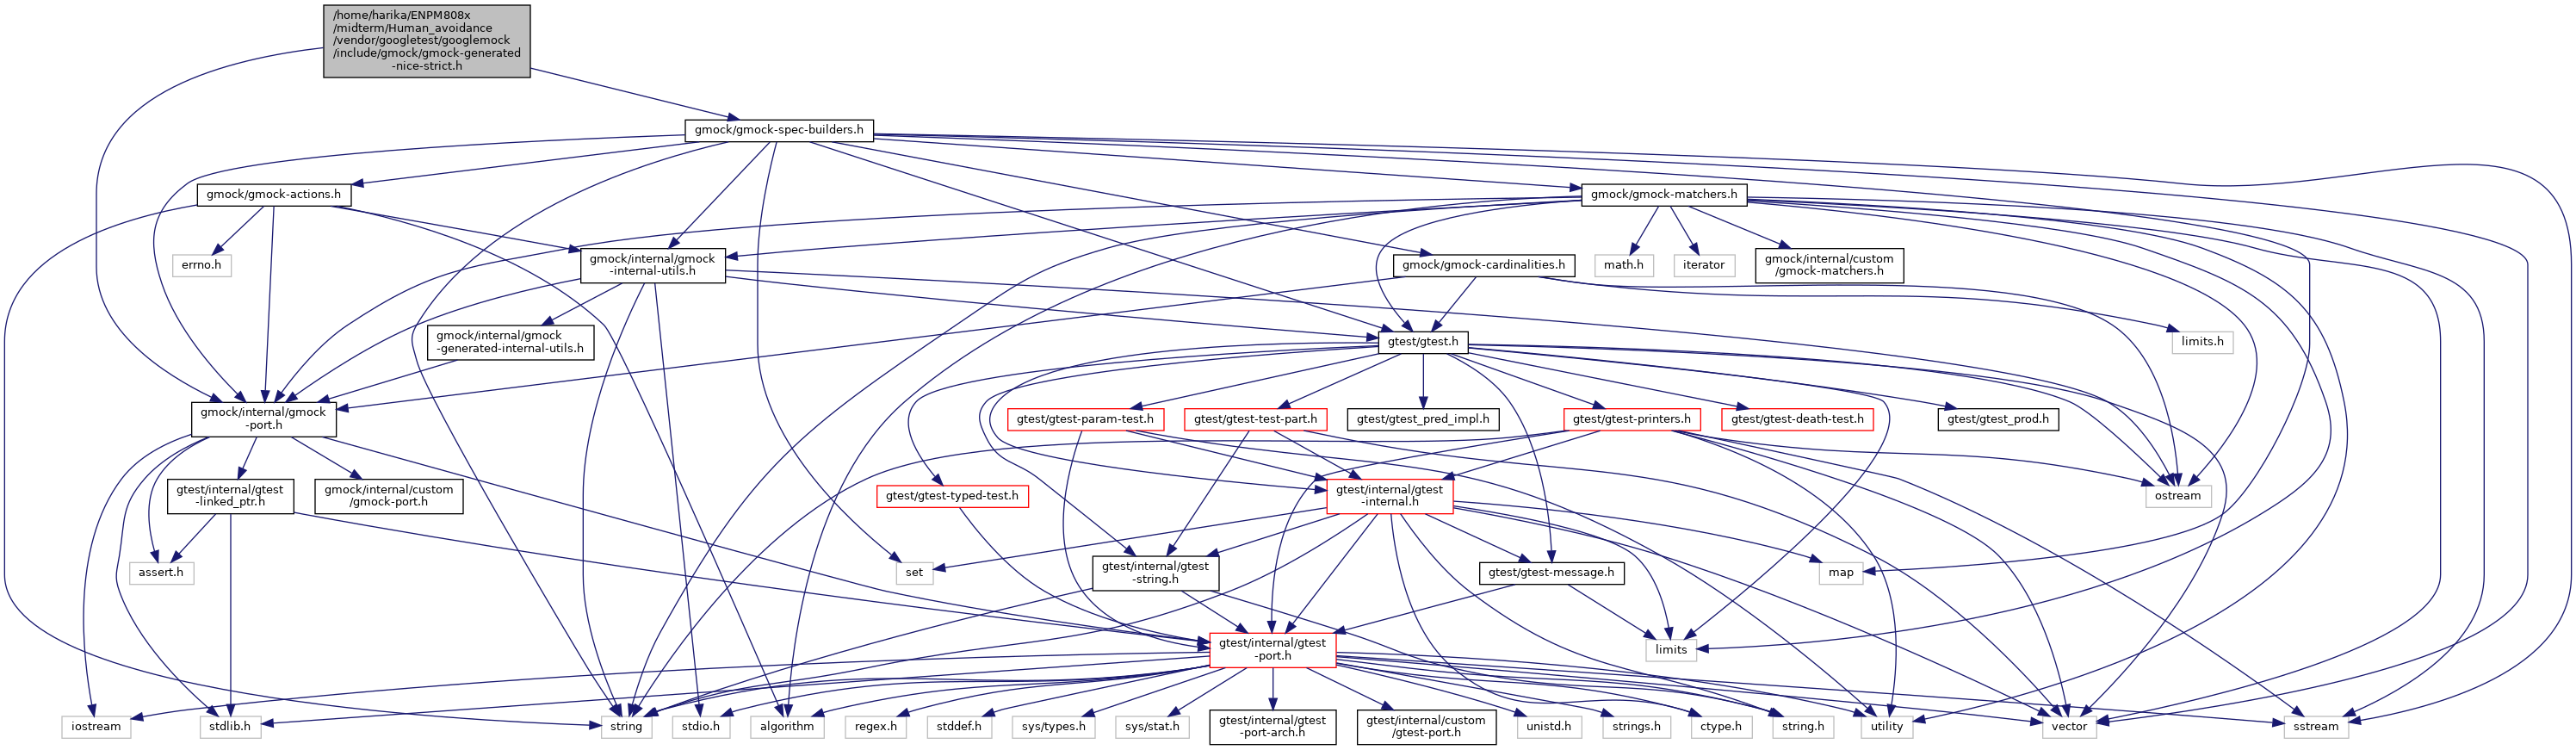 /home/harika/ENPM808x
/midterm/Human_avoidance
/vendor/googletest/googlemock
/include/gmock/gmock-generated
-nice-strict.h
gmock/gmock-spec-builders.h
gmock/gmock-actions.h
gmock/gmock-matchers.h
errno.h
gmock/internal/gmock
-internal-utils.h
gmock/gmock-cardinalities.h
math.h
iterator
gmock/internal/custom
/gmock-matchers.h
gmock/internal/gmock
-generated-internal-utils.h
gtest/gtest.h
limits.h
gmock/internal/gmock
-port.h
gtest/gtest-param-test.h
gtest/gtest-test-part.h
gtest/gtest_pred_impl.h
gtest/gtest-printers.h
gtest/gtest-death-test.h
gtest/gtest_prod.h
gtest/internal/gtest
-linked_ptr.h
gmock/internal/custom
/gmock-port.h
gtest/gtest-typed-test.h
gtest/internal/gtest
-internal.h
ostream
assert.h
set
gtest/internal/gtest
-string.h
gtest/gtest-message.h
map
gtest/internal/gtest
-port.h
limits
iostream
stdlib.h
string
stdio.h
algorithm
regex.h
stddef.h
sys/types.h
sys/stat.h
gtest/internal/gtest
-port-arch.h
gtest/internal/custom
/gtest-port.h
unistd.h
strings.h
ctype.h
string.h
utility
vector
sstream